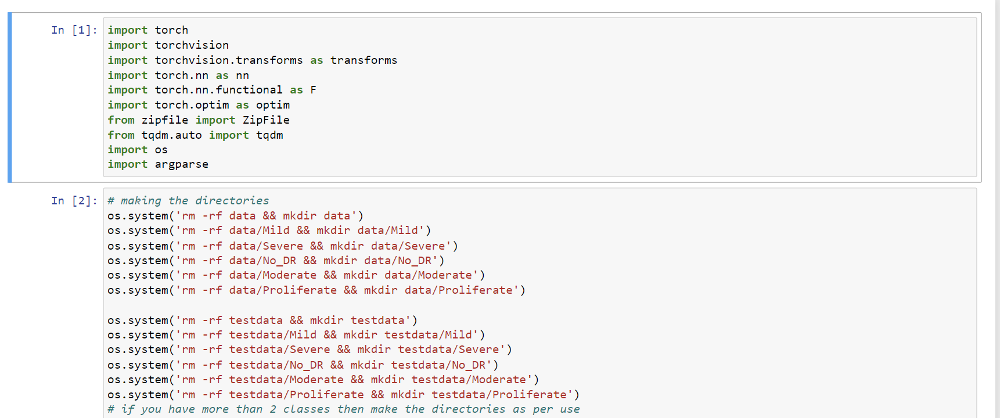 In [1]: import torch
import torchvision
import torchvision.transforms as transforms
import torch.nn as nn
import torch.nn.functional as F
import torch.optim as optim
from zipfile import ZipFile
from tqdm.auto import tqdm
import os
import argparse
In [2]: # making the directories
os.system('rm -rf data && mkdir data')
os.system('rm -rf data/Mild && mkdir data/Mild')
os.system('rm -rf data/Severe && mkdir data/Severe')
os.system('rm -rf data/No_DR && mkdir data/No_DR')
os.system('rm -rf data/Moderate && mkdir data/Moderate')
os.system('rm -rf data/Proliferate && mkdir data/Proliferate')
os.system('rm -rf testdata && mkdir testdata')
os.system('rm -rf testdata/Mild && mkdir testdata/Mild')
os.system('rm -rf testdata/Severe && mkdir testdata/Severe')
os.system('rm -rf testdata/No_DR && mkdir testdata/No_DR')
os.system('rm -rf testdata/Moderate && mkdir testdata/Moderate')
os.system('rm -rf testdata/Proliferate && mkdir testdata/Proliferate')
# if you have more than 2 classes then make the directories as per use